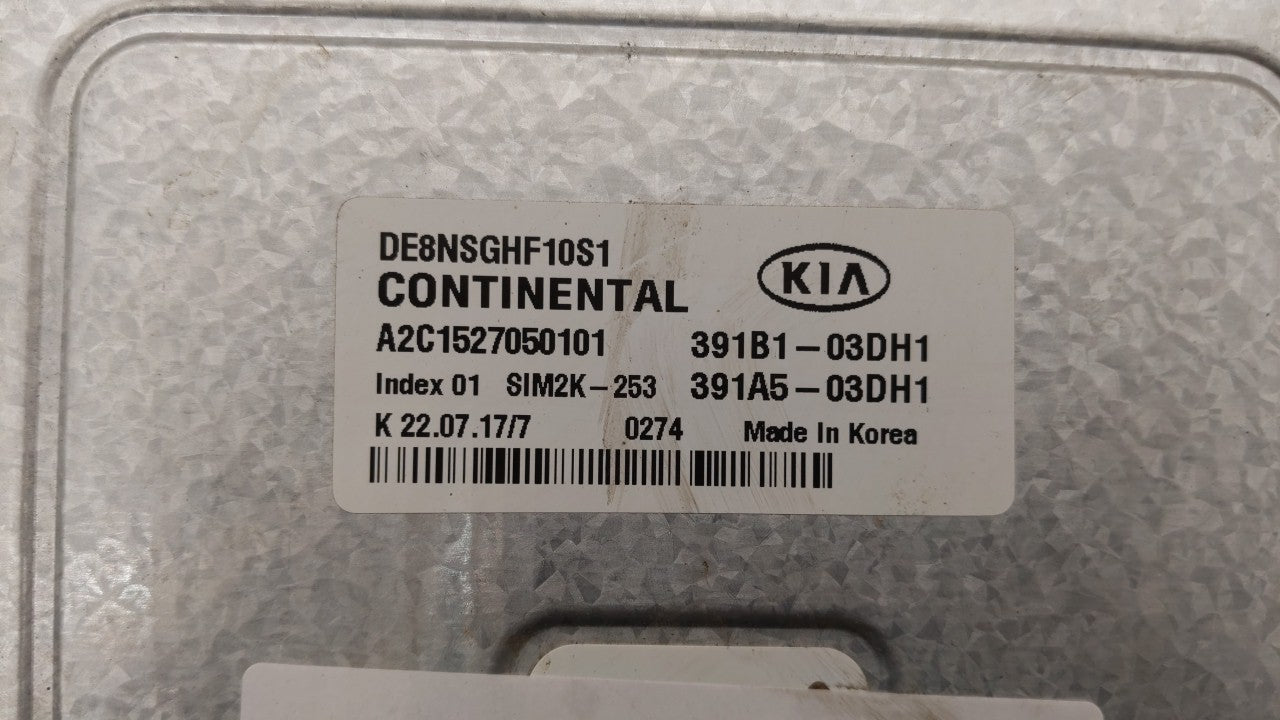 DE8NSGHF10S1
CONTINENTAL
KIA
A2C1527050101 391B1-03DH1
Index 01 SIM2K-253 391A5-03DH1
K 22.07.17/7 0274 Made In Korea